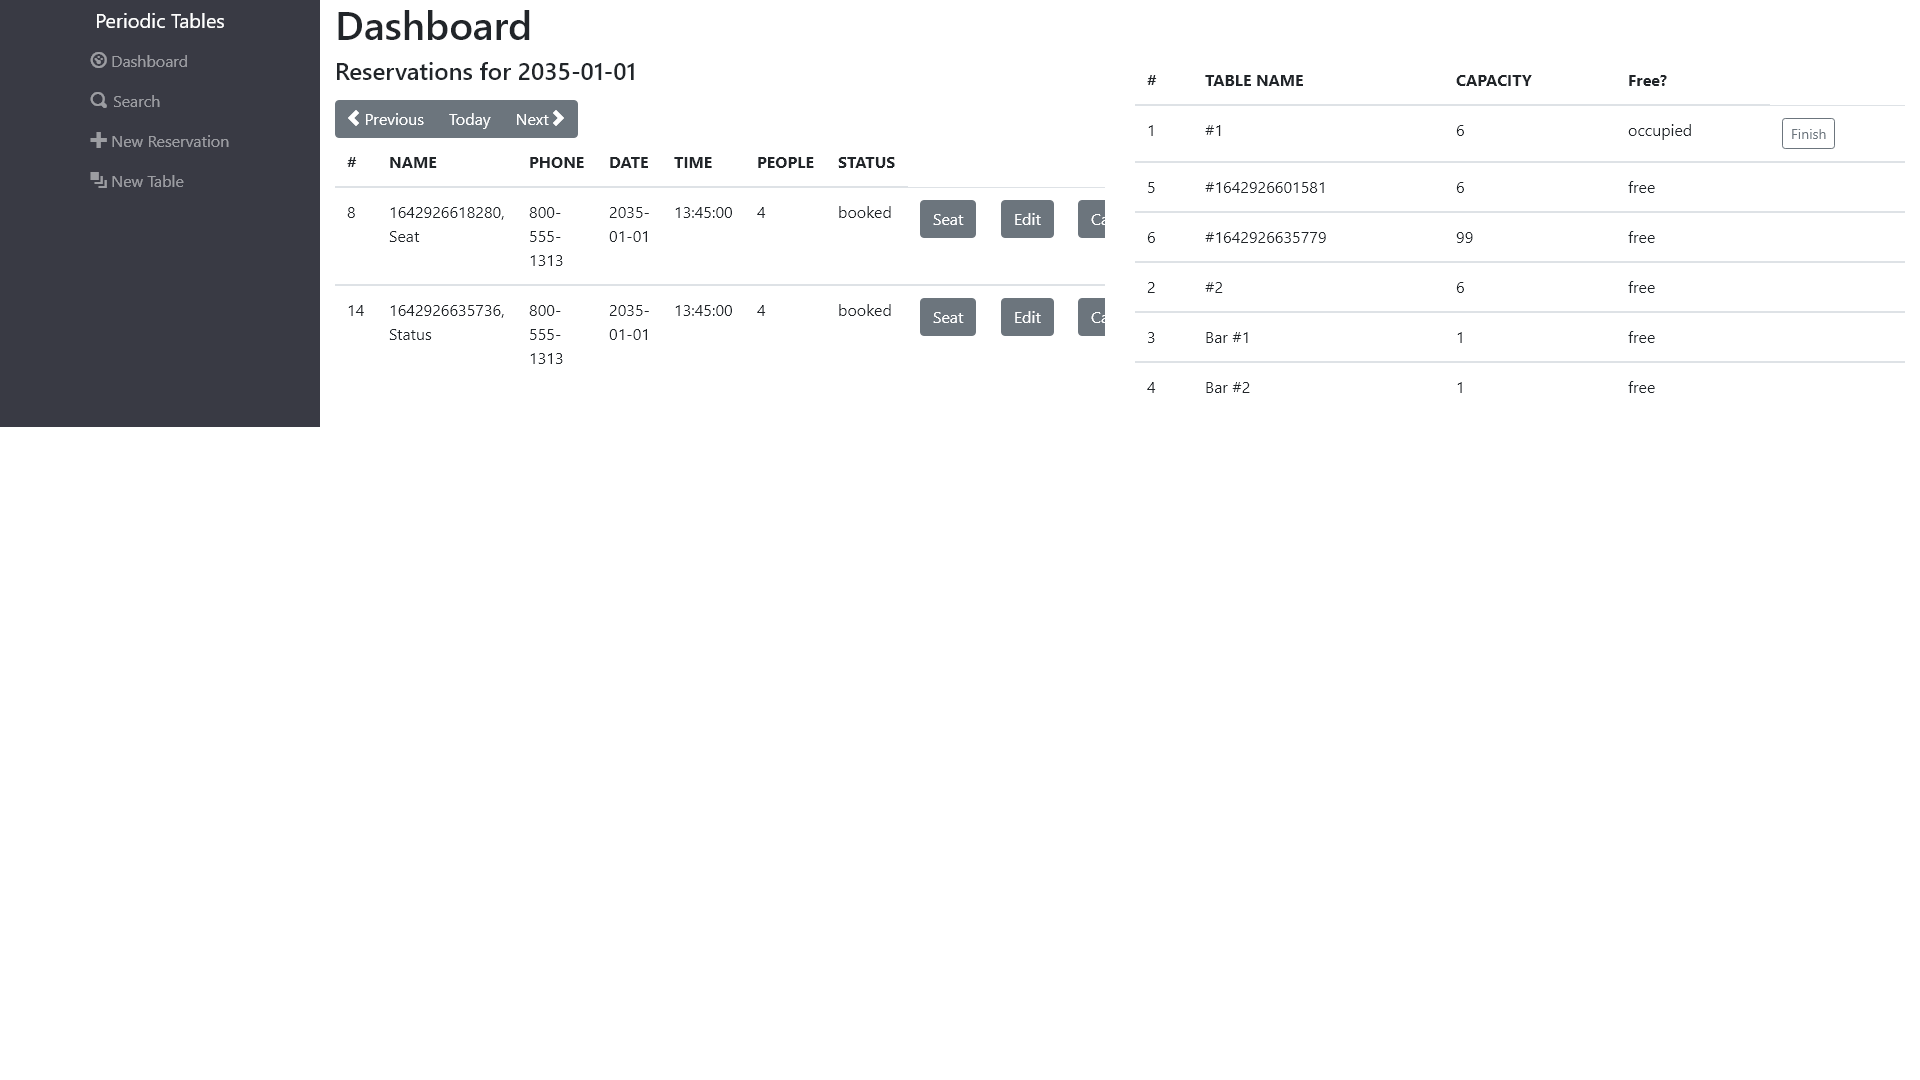 Periodic Tables
Dashboard
Search
New Reservation
New Table
Dashboard
Reservations for 2035-01-01
Previous Today Next
# NAME PHONE DATE TIME PEOPLE STATUS
8 1642926618280, 800- 2035- 13:45:00 4 booked Seat Edit Ca
Seat 555- 01-01
1313
14 1642926635736, 800- 2035- 13:45:00 4 booked Seat Edit Ca
Status 555- 01-01
1313
# TABLE NAME CAPACITY Free?
1 #1 6 occupied Finish
5 #1642926601581 6 free
6 #1642926635779 99 free
2 #2 6 free
3 Bar #1 1 free
4 Bar #2 1 free